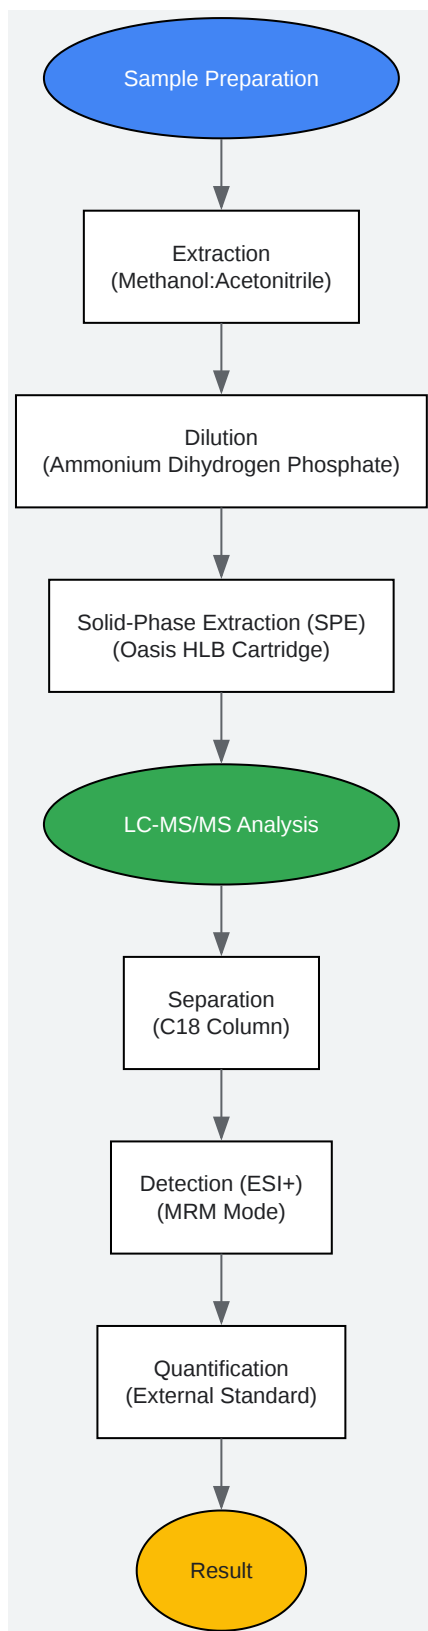 Sample Preparation
Extraction
(Methanol:Acetonitrile)
Dilution
(Ammonium Dihydrogen Phosphate)
Solid-Phase Extraction (SPE)
(Oasis HLB Cartridge)
LC-MS/MS Analysis
Separation
(C18 Column)
Detection (ESI+)
(MRM Mode)
Quantification
(External Standard)
Result